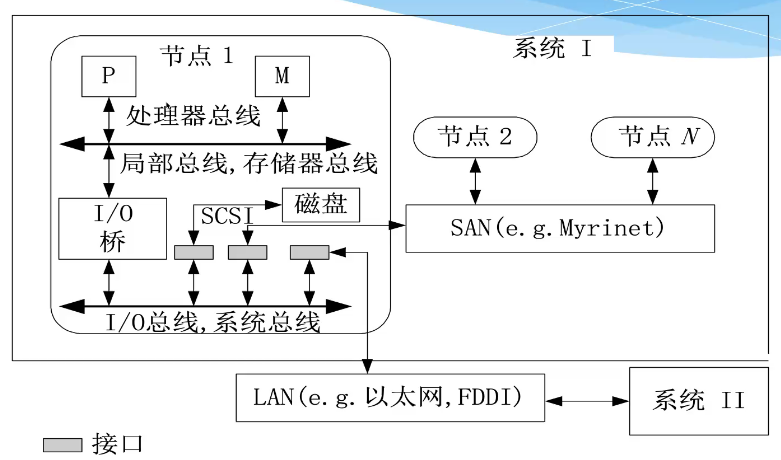 系统 I
节点 1
P
M
处理器总线
局部总线,存储器总线
节点 2
节点 N
I/O
桥
SCSI
磁盘
SAN(e.g.Myrinet)
I/O总线,系统总线
LAN(e.g.以太网,FDDI)
系统 II
接口